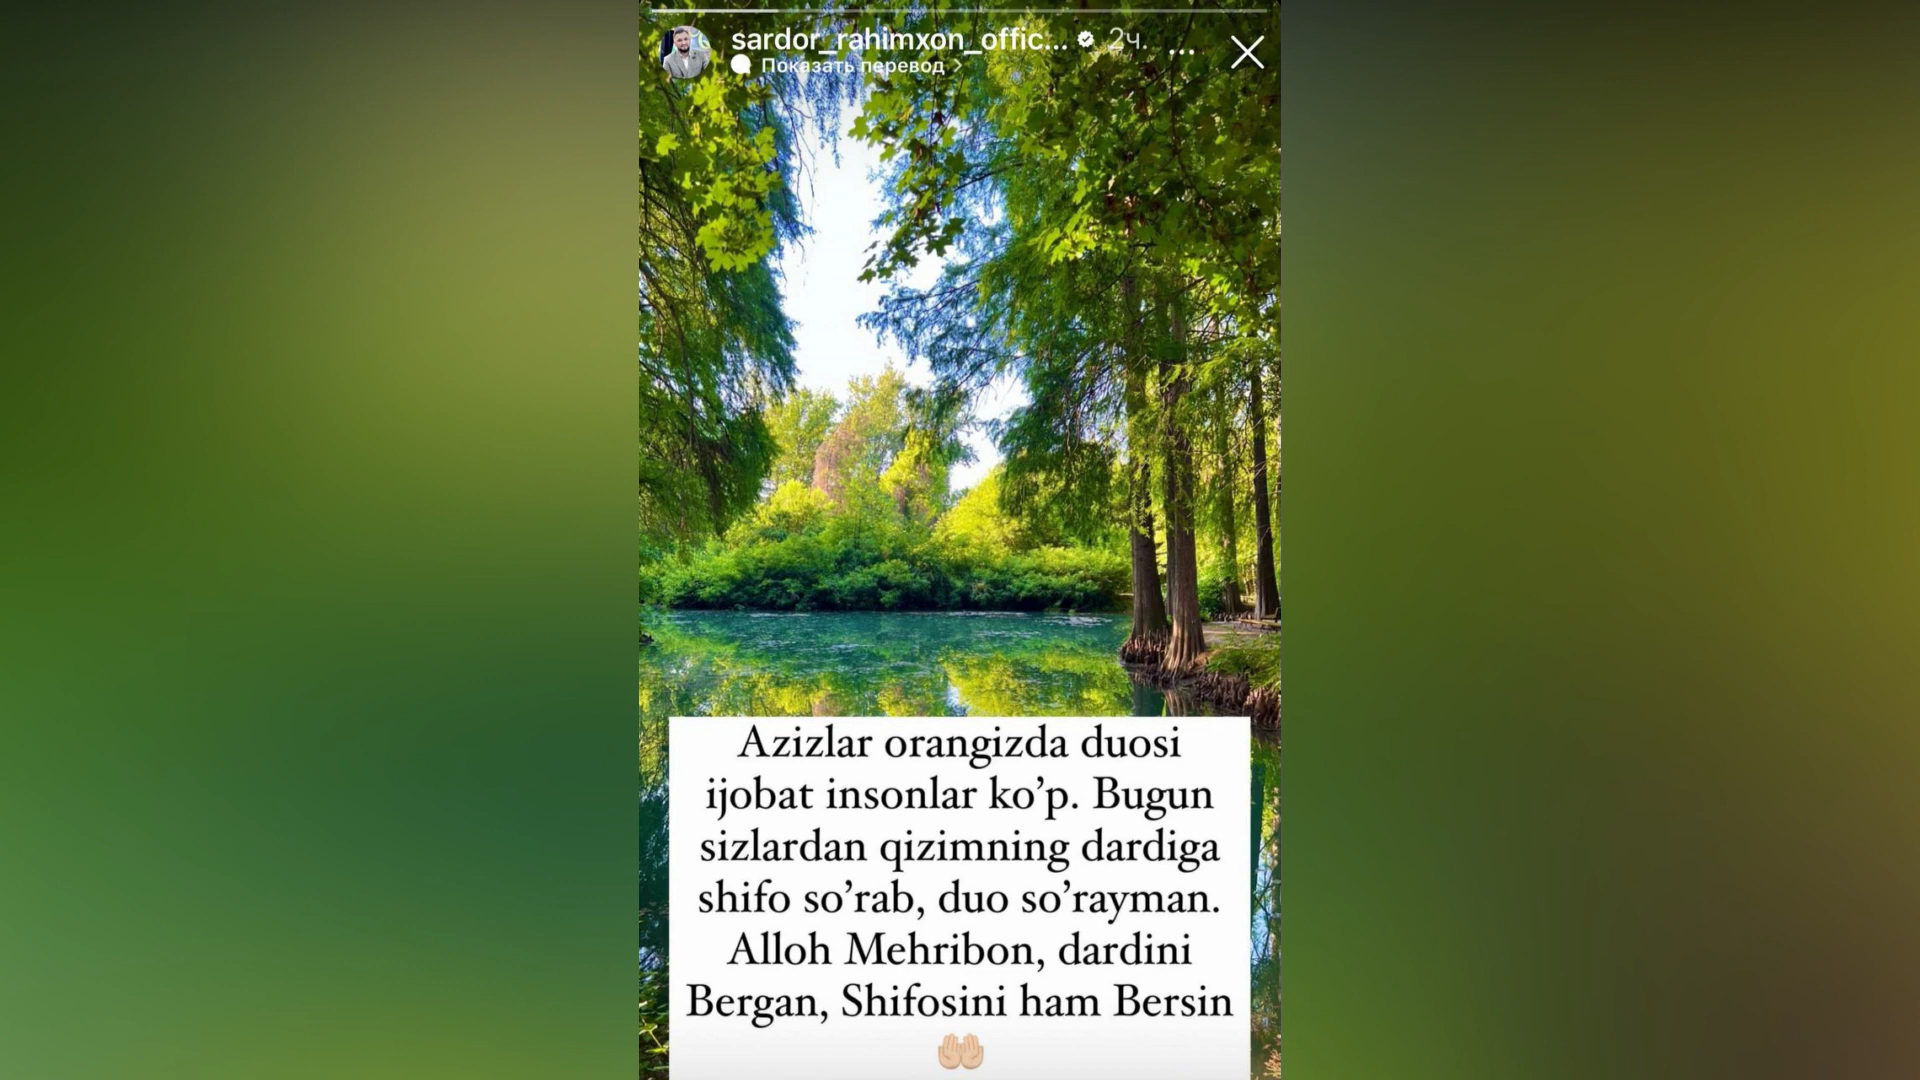 sardor_rahimxon_offic... 2ч.
Показать перевод
Azizlar orangizda duosi
ijobat insonlar ko’p. Bugun
sizlardan qizimning dardiga
shifo so’rab, duo so’rayman.
Alloh Mehribon, dardini
Bergan, Shifosini ham Bersin
🤲🏼